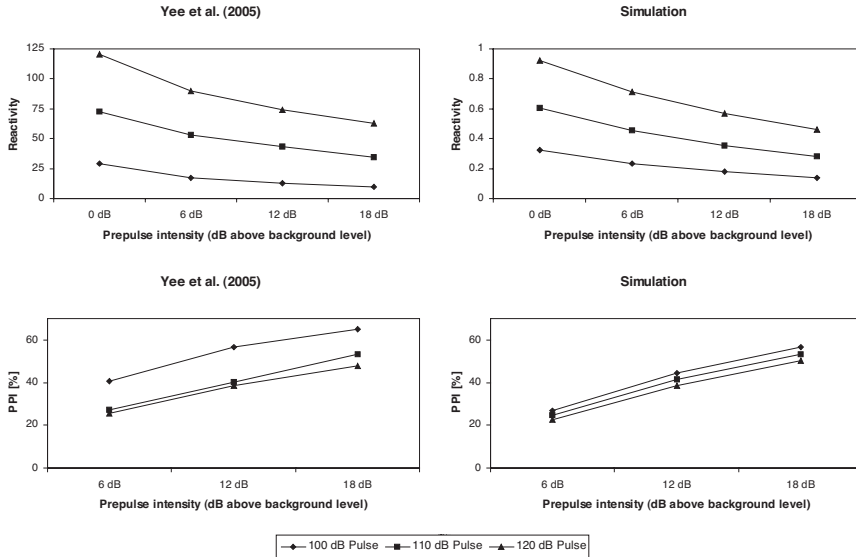 Yee et al. (2005)
125
100
75
50
25
0
Reactivity
0 dB 6 dB 12 dB 18 dB
Prepulse intensity (dB above background level)
Simulation
1
0.8
0.6
0.4
0.2
0
Reactivity
0 dB 6 dB 12 dB 18 dB
Prepulse intensity (dB above background level)
Yee et al. (2005)
60
40
20
0
PPI [%]
6 dB 12 dB 18 dB
Prepulse intensity (dB above background level)
Simulation
60
40
20
0
PPI [%]
6 dB 12 dB 18 dB
Prepulse intensity (dB above background level)
100 dB Pulse 110 dB Pulse 120 dB Pulse